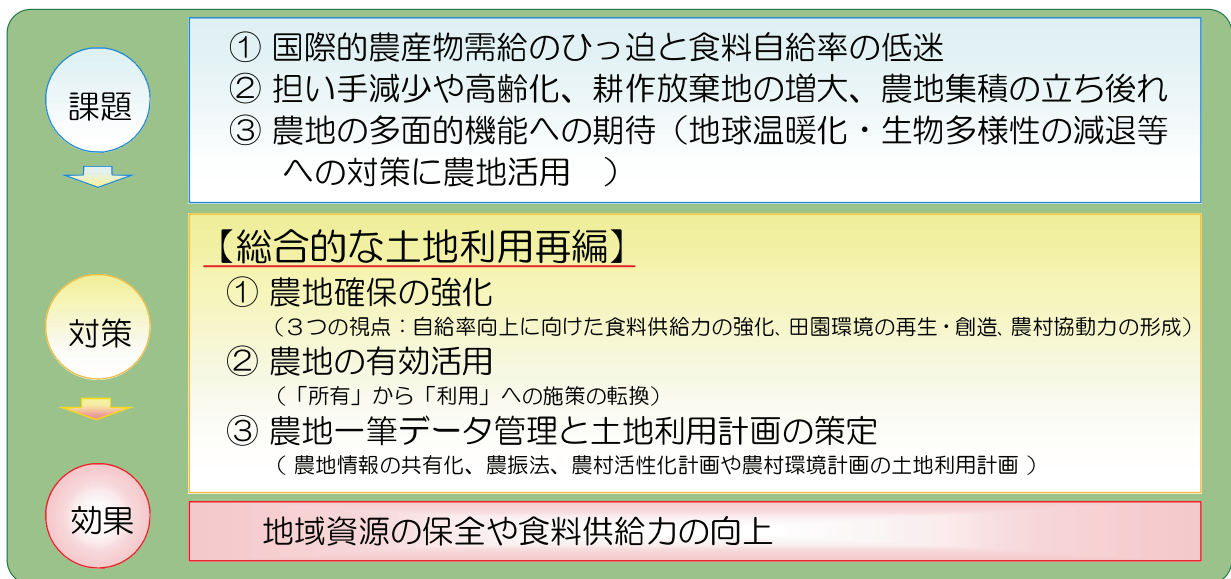 課題
① 国際的農産物需給のひっ迫と食料自給率の低迷
② 担い手減少や高齢化、耕作放棄地の増大、農地集積の立ち後れ
③ 農地の多面的機能への期待（地球温暖化・生物多様性の減退等
への対策に農地活用　）
対策
【総合的な土地利用再編】
① 農地確保の強化
（３つの視点：自給率向上に向けた食料供給力の強化、田園環境の再生・創造、農村協動力の形成）
② 農地の有効活用
（「所有」から「利用」への施策の転換）
③ 農地一筆データ管理と土地利用計画の策定
（ 農地情報の共有化、農振法、農村活性化計画や農村環境計画の土地利用計画 ）
効果
地域資源の保全や食料供給力の向上